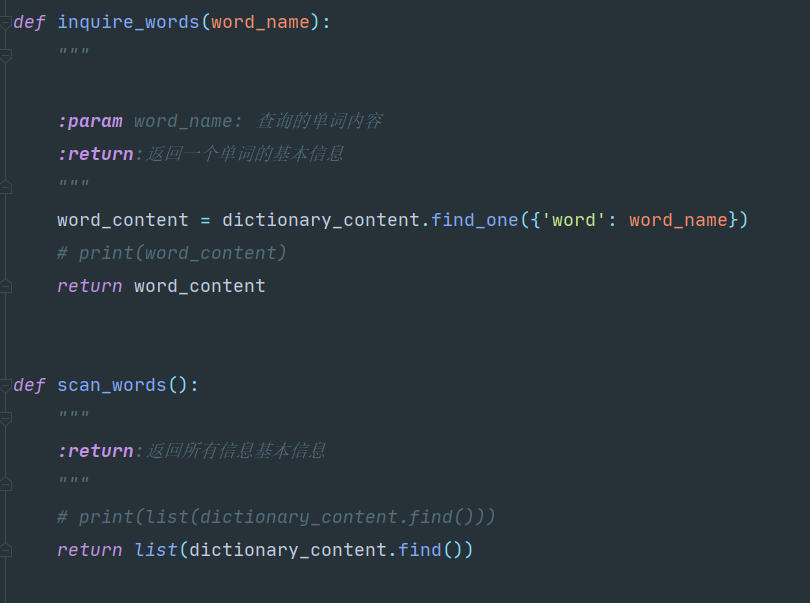 def inquire_words(word_name):
    """

    :param word_name: 查询的单词内容
    :return:返回一个单词的基本信息
    """
    word_content = dictionary_content.find_one({'word': word_name})
    # print(word_content)
    return word_content


def scan_words():
    """
    :return:返回所有信息基本信息
    """
    # print(list(dictionary_content.find()))
    return list(dictionary_content.find())